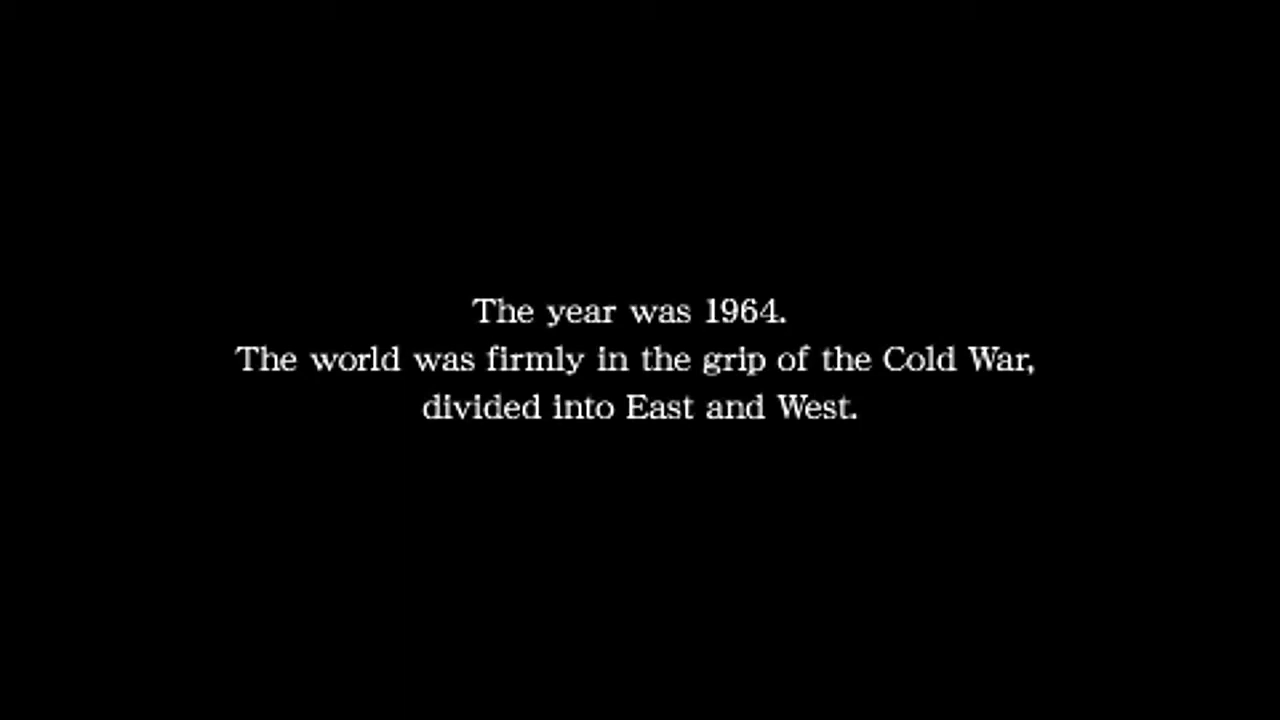 The year was 1964.
The world was firmly in the grip of the Cold War,
divided into East and West.